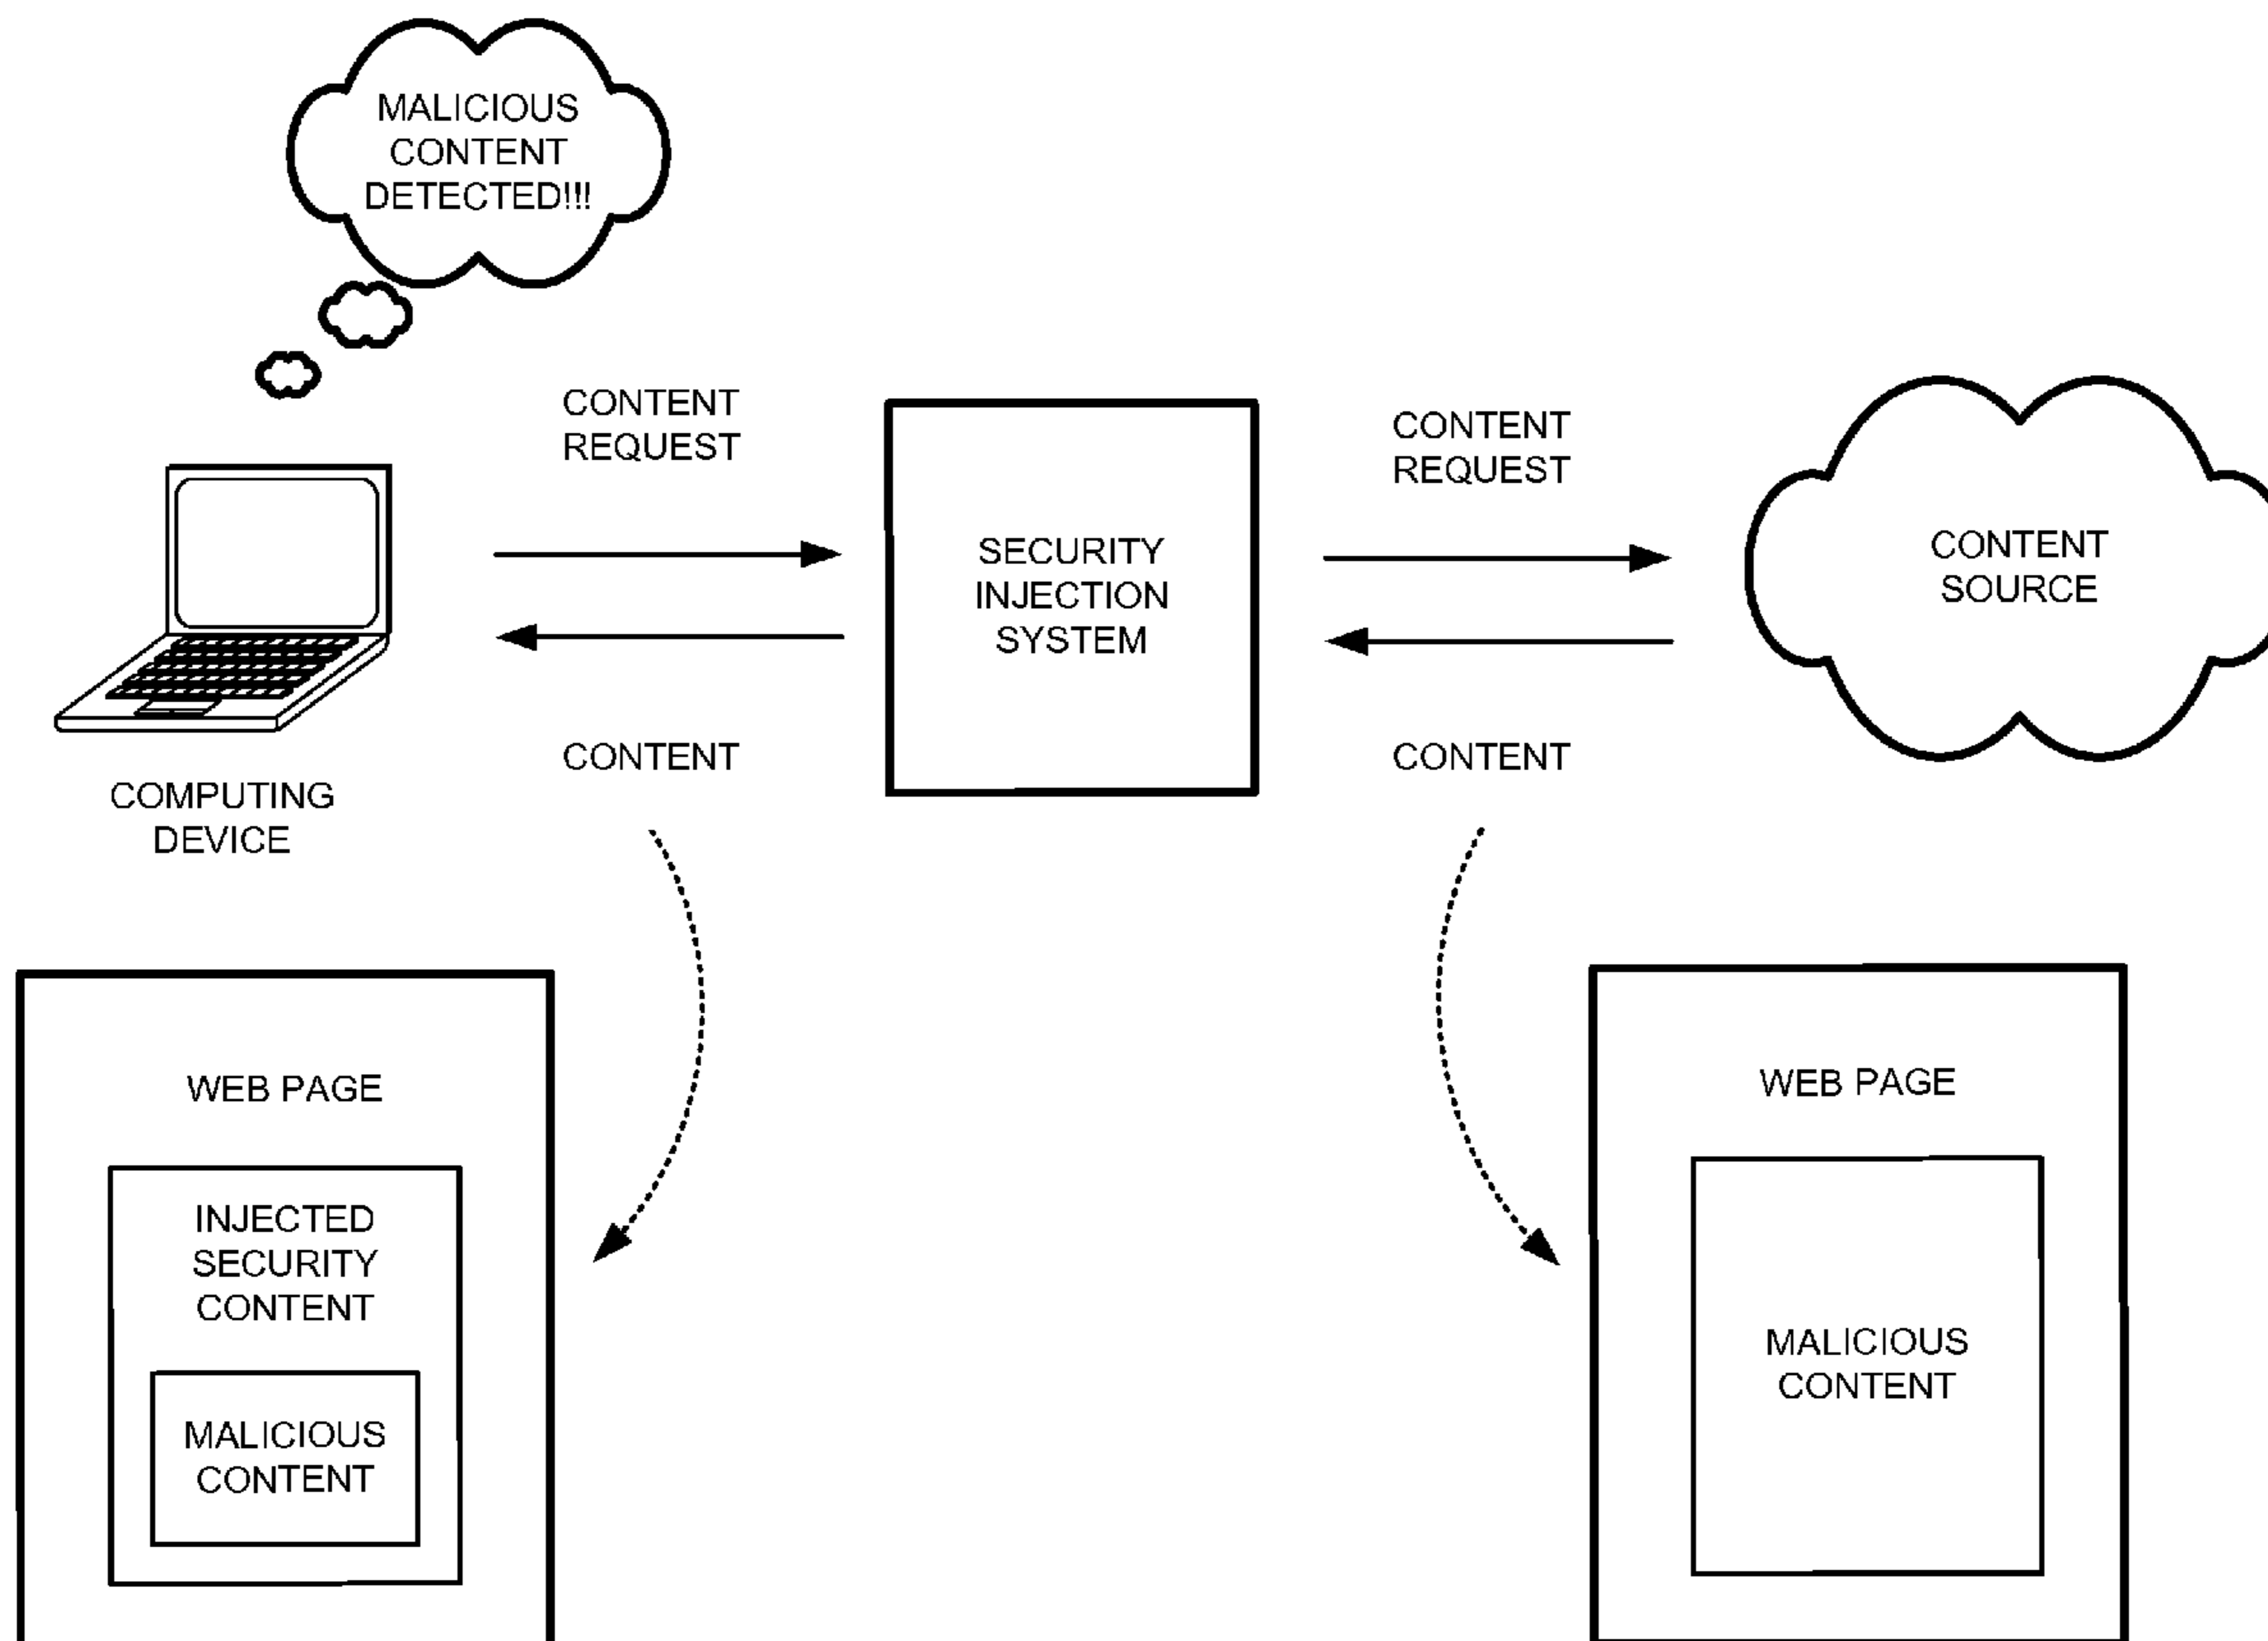 MALICIOUS
CONTENT
DETECTED!!!
CONTENT
REQUEST
CONTENT
REQUEST
SECURITY
INJECTION
SYSTEM
CONTENT
SOURCE
CONTENT
CONTENT
COMPUTING
DEVICE
WEB PAGE
INJECTED
SECURITY
CONTENT
MALICIOUS
CONTENT
WEB PAGE
MALICIOUS
CONTENT